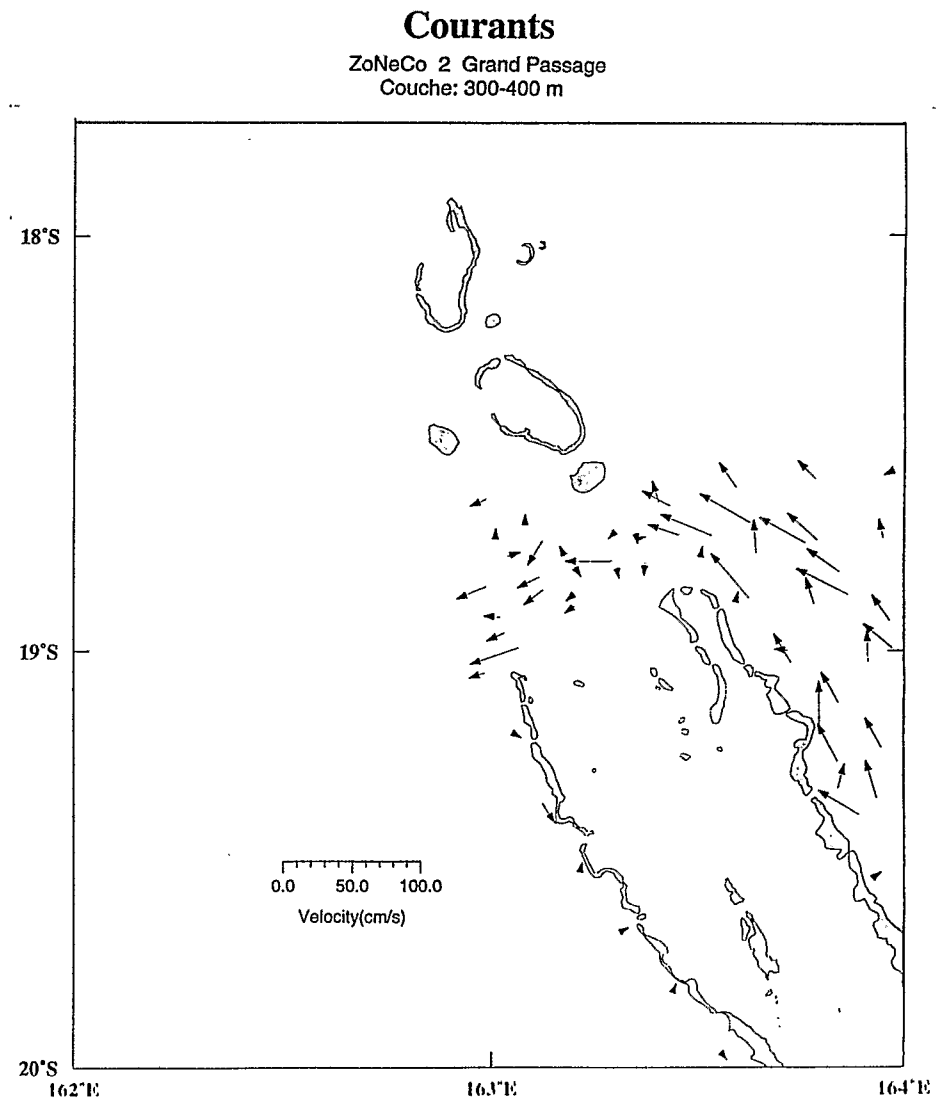 Courants
ZoNeCo 2 Grand Passage
Couche: 300-400 m
18°S
19°S
0.0 50.0 100.0
Velocity(cm/s)
20°S
162°E 163°E 164°E